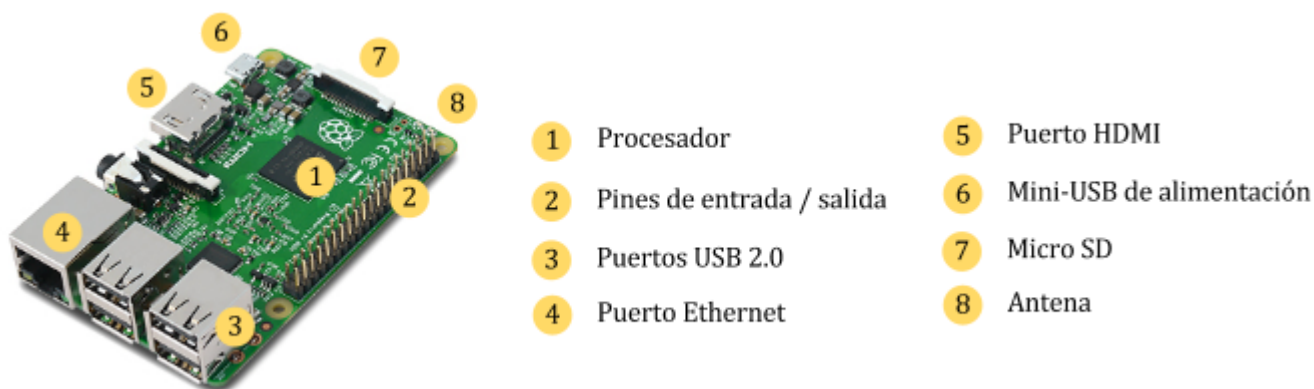 6
7
5
8
1
2
4
3
HDMI
1 Procesador
2 Pines de entrada / salida
3 Puertos USB 2.0
4 Puerto Ethernet
5 Puerto HDMI
6 Mini-USB de alimentación
7 Micro SD
8 Antena